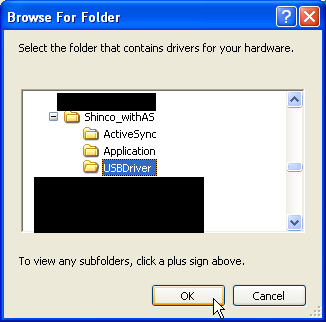 Browse For Folder
Select the folder that contains drivers for your hardware.
Shinco_withAS
ActiveSync
Application
USBDriver
To view any subfolders, click a plus sign above.
OK
Cancel